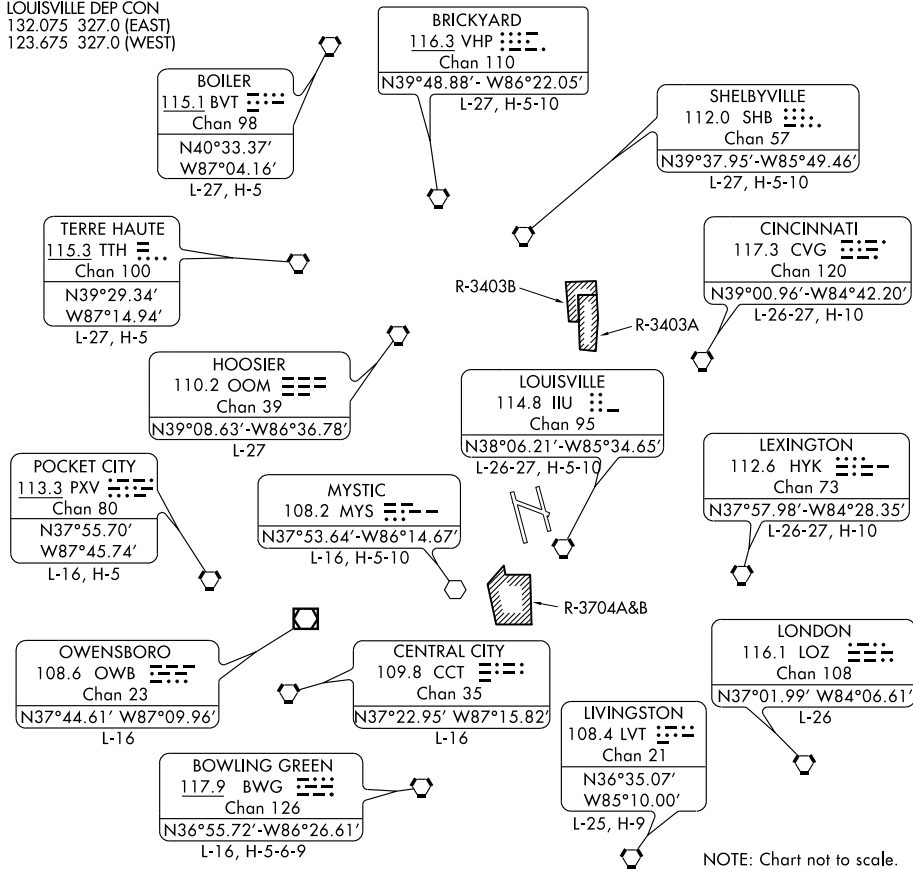 LOUISVILLE DEP CON
132.075 327.0 (EAST)
123.675 327.0 (WEST)
BRICKYARD
116.3 VHP
Chan 110
N39°48.88′- W86°22.05′
L-27, H-5-10
BOILER
115.1 BVT
Chan 98
N40°33.37′
W87°04.16′
L-27, H-5
SHELBYVILLE
112.0 SHB
Chan 57
N39°37.95′-W85°49.46′
L-27, H-5-10
TERRE HAUTE
115.3 TTH
Chan 100
N39°29.34′
W87°14.94′
L-27, H-5
CINCINNATI
117.3 CVG
Chan 120
N39°00.96′-W84°42.20′
L-26-27, H-10
R-3403B
R-3403A
HOOSIER
110.2 OOM
Chan 39
N39°08.63′-W86°36.78′
L-27
LOUISVILLE
114.8 IIU
Chan 95
N38°06.21′-W85°34.65′
L-26-27, H-5-10
LEXINGTON
112.6 HYK
Chan 73
N37°57.98′-W84°28.35′
L-26-27, H-10
POCKET CITY
113.3 PXV
Chan 80
N37°55.70′
W87°45.74′
L-16, H-5
MYSTIC
108.2 MYS
N37°53.64′-W86°14.67′
L-16, H-5-10
R-3704A&B
OWENSBORO
108.6 OWB
Chan 23
N37°44.61′ W87°09.96′
L-16
CENTRAL CITY
109.8 CCT
Chan 35
N37°22.95′ W87°15.82′
L-16
LONDON
116.1 LOZ
Chan 108
N37°01.99′ W84°06.61′
L-26
LIVINGSTON
108.4 LVT
Chan 21
N36°35.07′
W85°10.00′
L-25, H-9
BOWLING GREEN
117.9 BWG
Chan 126
N36°55.72′-W86°26.61′
L-16, H-5-6-9
NOTE: Chart not to scale.